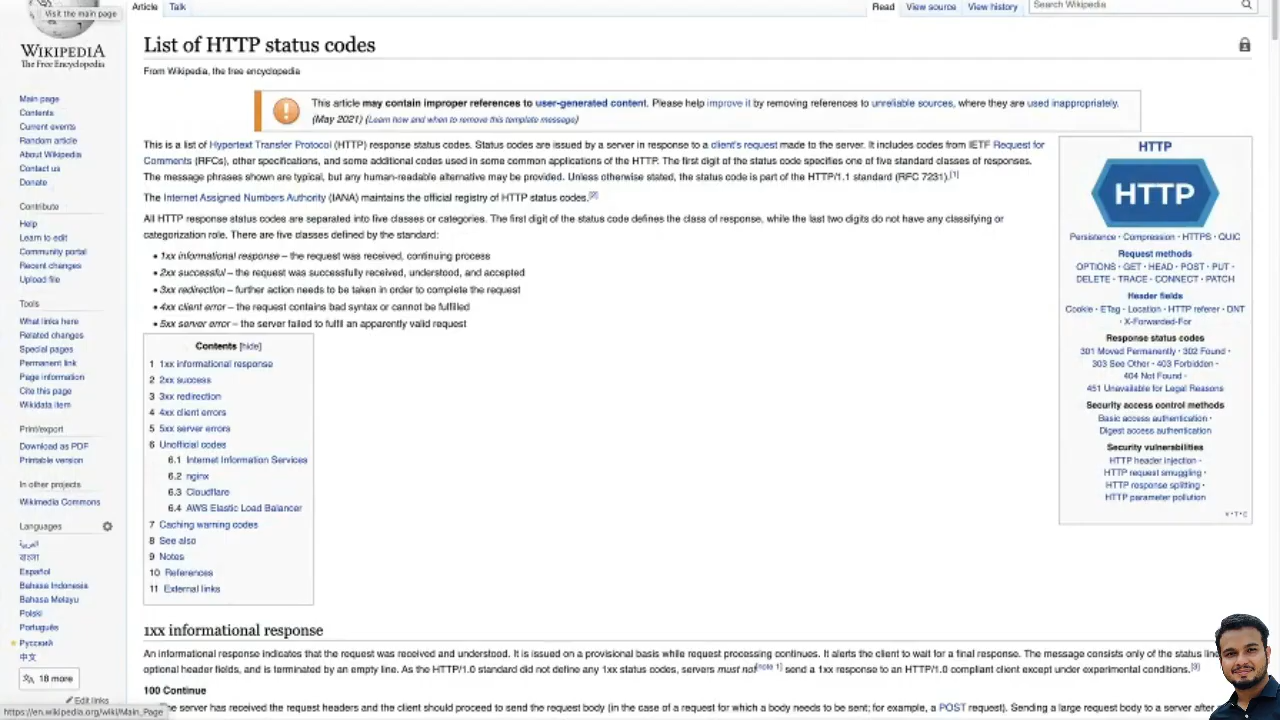 Visit the main page
WIKIPEDIA
The Free Encyclopedia
Main page
Contents
Current events
Random article
About Wikipedia
Contact us
Donate
Contribute
Help
Learn to edit
Community portal
Recent changes
Upload file
Tools
What links here
Related changes
Special pages
Permanent link
Page information
Cite this page
Wikidata item
Print/export
Download as PDF
Printable version
In other projects
Wikimedia Commons
Languages
العربية
বাংলা
Español
Bahasa Indonesia
Bahasa Melayu
Polski
Português
Русский
中文
18 more
Edit links
https://en.wikipedia.org/wiki/Main_Page
Article Talk Read View source View history Search Wikipedia
List of HTTP status codes
From Wikipedia, the free encyclopedia
This article may contain improper references to user-generated content. Please help improve it by removing references to unreliable sources, where they are used inappropriately.
(May 2021) (Learn how and when to remove this template message)
This is a list of Hypertext Transfer Protocol (HTTP) response status codes. Status codes are issued by a server in response to a client's request made to the server. It includes codes from IETF Request for
Comments (RFCs), other specifications, and some additional codes used in some common applications of the HTTP. The first digit of the status code specifies one of five standard classes of responses.
The message phrases shown are typical, but any human-readable alternative may be provided. Unless otherwise stated, the status code is part of the HTTP/1.1 standard (RFC 7231).[1]
The Internet Assigned Numbers Authority (IANA) maintains the official registry of HTTP status codes.[2]
All HTTP response status codes are separated into five classes or categories. The first digit of the status code defines the class of response, while the last two digits do not have any classifying or
categorization role. There are five classes defined by the standard:
• 1xx informational response – the request was received, continuing process
• 2xx successful – the request was successfully received, understood, and accepted
• 3xx redirection – further action needs to be taken in order to complete the request
• 4xx client error – the request contains bad syntax or cannot be fulfilled
• 5xx server error – the server failed to fulfil an apparently valid request
Contents [hide]
1 1xx informational response
2 2xx success
3 3xx redirection
4 4xx client errors
5 5xx server errors
6 Unofficial codes
6.1 Internet Information Services
6.2 nginx
6.3 Cloudflare
6.4 AWS Elastic Load Balancer
7 Caching warning codes
8 See also
9 Notes
10 References
11 External links
HTTP
HTTP
Persistence · Compression · HTTPS · QUIC
Request methods
OPTIONS · GET · HEAD · POST · PUT ·
DELETE · TRACE · CONNECT · PATCH
Header fields
Cookie · ETag · Location · HTTP referer · DNT
· X-Forwarded-For
Response status codes
301 Moved Permanently · 302 Found ·
303 See Other · 403 Forbidden ·
404 Not Found ·
451 Unavailable for Legal Reasons
Security access control methods
Basic access authentication ·
Digest access authentication
Security vulnerabilities
HTTP header injection ·
HTTP request smuggling ·
HTTP response splitting ·
HTTP parameter pollution
V · T · E
1xx informational response
An informational response indicates that the request was received and understood. It is issued on a provisional basis while request processing continues. It alerts the client to wait for a final response. The message consists only of the status line
optional header fields, and is terminated by an empty line. As the HTTP/1.0 standard did not define any 1xx status codes, servers must not[note 1] send a 1xx response to an HTTP/1.0 compliant client except under experimental conditions.[3]
100 Continue
server has received the request headers and the client should proceed to send the request body (in the case of a request for which a body needs to be sent; for example, a POST request). Sending a large request body to a server after